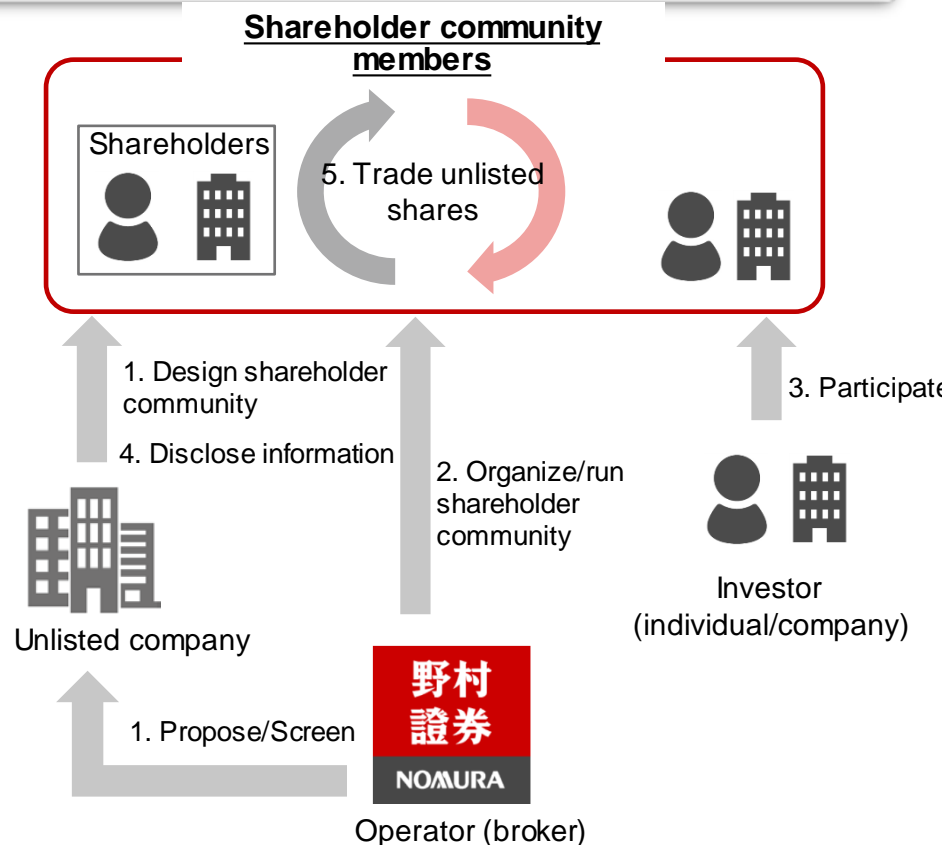 Shareholder community
members
Shareholders
5. Trade unlisted
shares
1. Design shareholder
community
4. Disclose information
2. Organize/run
shareholder
community
3. Participate
Investor
(individual/company)
Unlisted company
1. Propose/Screen
野村
證券
NOMURA
Operator (broker)